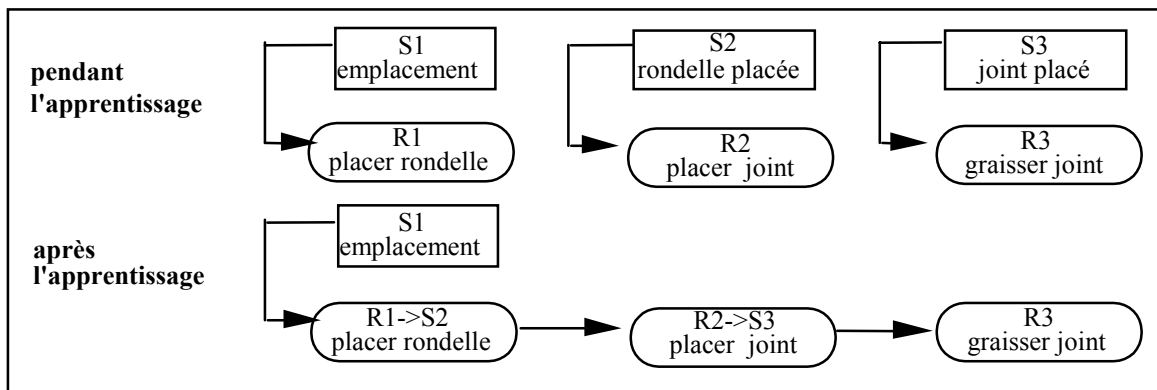 S1
emplacement
S2
rondelle placée
S3
joint placé
pendant
l'apprentissage
R1
placer rondelle
R2
placer joint
R3
graisser joint
S1
emplacement
après
l'apprentissage
R1->S2
placer rondelle
R2->S3
placer joint
R3
graisser joint